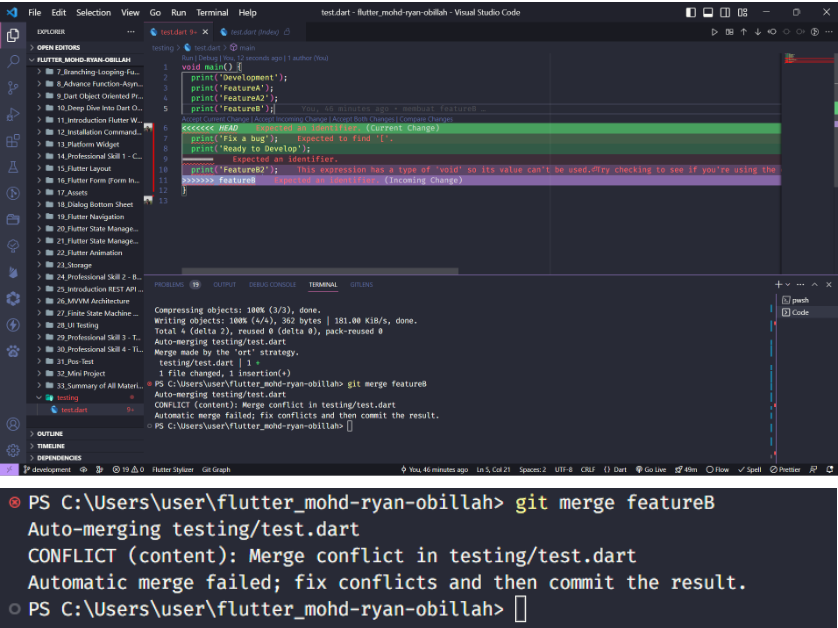 File Edit Selection View Go Run Terminal Help
test.dart - flutter_mohd-ryan-obillah - Visual Studio Code
EXPLORER
test.dart 9+
test.dart (Index)
testing > test.dart > main
OPEN EDITORS
FLUTTER_MOHD-RYAN-OBILLAH
7_Branching-Looping-Fu...
8_Advance Function-Asyn...
9_Dart Object Oriented Pr...
10_Deep Dive Into Dart O...
11_Introduction Flutter W...
12_Installation Command...
13_Platform Widget
14_Professional Skill 1 - C...
15_Flutter Layout
16_Flutter Form (Form In...
17_Assets
18_Dialog Bottom Sheet
19_Flutter Navigation
20_Flutter State Manage...
21_Flutter State Manage...
22_Flutter Animation
23_Storage
24_Professional Skill 2 - B...
25_Introduction REST API ...
26_MVVM Architecture
27_Finite State Machine ...
28_UI Testing
29_Professional Skill 3 - T...
30_Professional Skill 4 - Ti...
31_Pos-Test
32_Mini Project
33_Summary of All Materi...
testing
test.dart 9+
OUTLINE
TIMELINE
DEPENDENCIES
Run | Debug | You, 12 seconds ago | 1 author (You)
1 void main() {
2 print('Development');
3 print('FeatureA');
4 print('FeatureA2');
5 print('FeatureB'); You, 46 minutes ago • membuat featureB …
Accept Current Change | Accept Incoming Change | Accept Both Changes | Compare Changes
6 <<<<<<< HEAD Expected an identifier. (Current Change)
7 print('Fix a bug'); Expected to find '['.
8 print('Ready to Develop');
9 ======= Expected an identifier.
10 print('FeatureB2'); This expression has a type of 'void' so its value can't be used. Try checking to see if you're using the
11 >>>>>>> featureB Expected an identifier. (Incoming Change)
12 }
13
PROBLEMS 19 OUTPUT DEBUG CONSOLE TERMINAL GITLENS
pwsh
Code
Compressing objects: 100% (3/3), done.
Writing objects: 100% (4/4), 362 bytes | 181.00 KiB/s, done.
Total 4 (delta 2), reused 0 (delta 0), pack-reused 0
Auto-merging testing/test.dart
Merge made by the 'ort' strategy.
testing/test.dart | 1 +
1 file changed, 1 insertion(+)
PS C:\Users\user\flutter_mohd-ryan-obillah> git merge featureB
Auto-merging testing/test.dart
CONFLICT (content): Merge conflict in testing/test.dart
Automatic merge failed; fix conflicts and then commit the result.
PS C:\Users\user\flutter_mohd-ryan-obillah>
development 19 0 Flutter Stylizer Git Graph You, 46 minutes ago Ln 5, Col 21 Spaces: 2 UTF-8 CRLF {} Dart Go Live 49m Flow Spell Prettier
PS C:\Users\user\flutter_mohd-ryan-obillah> git merge featureB
Auto-merging testing/test.dart
CONFLICT (content): Merge conflict in testing/test.dart
Automatic merge failed; fix conflicts and then commit the result.
PS C:\Users\user\flutter_mohd-ryan-obillah>